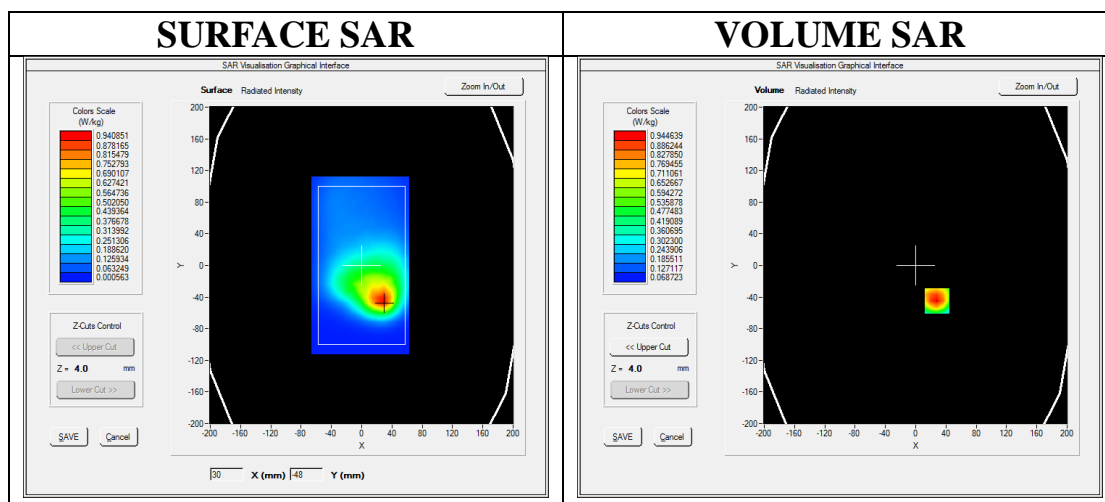 SURFACE SAR
VOLUME SAR
SAR Visualisation Graphical Interface
Surface Radiated Intensity
Zoom In/Out
Colors Scale
(W/kg)
0.940851
0.878165
0.815479
0.752793
0.690107
0.627421
0.564736
0.502050
0.439364
0.376678
0.313992
0.251306
0.188620
0.125934
0.063249
0.000563
Z-Cuts Control
<< Upper Cut
Z = 4.0 mm
Lower Cut >>
SAVE Cancel
200
160
120
80
40
0
-40
-80
-120
-160
-200
Y
-200 -160 -120 -80 -40 0 40 80 120 160 200
X
30 X (mm) -48 Y (mm)
SAR Visualisation Graphical Interface
Volume Radiated Intensity
Zoom In/Out
Colors Scale
(W/kg)
0.944639
0.886244
0.827850
0.769455
0.711061
0.652667
0.594272
0.535878
0.477483
0.419089
0.360695
0.302300
0.243906
0.185511
0.127117
0.068723
Z-Cuts Control
<< Upper Cut
Z = 4.0 mm
Lower Cut >>
SAVE Cancel
200
160
120
80
40
0
-40
-80
-120
-160
-200
Y
-200 -160 -120 -80 -40 0 40 80 120 160 200
X